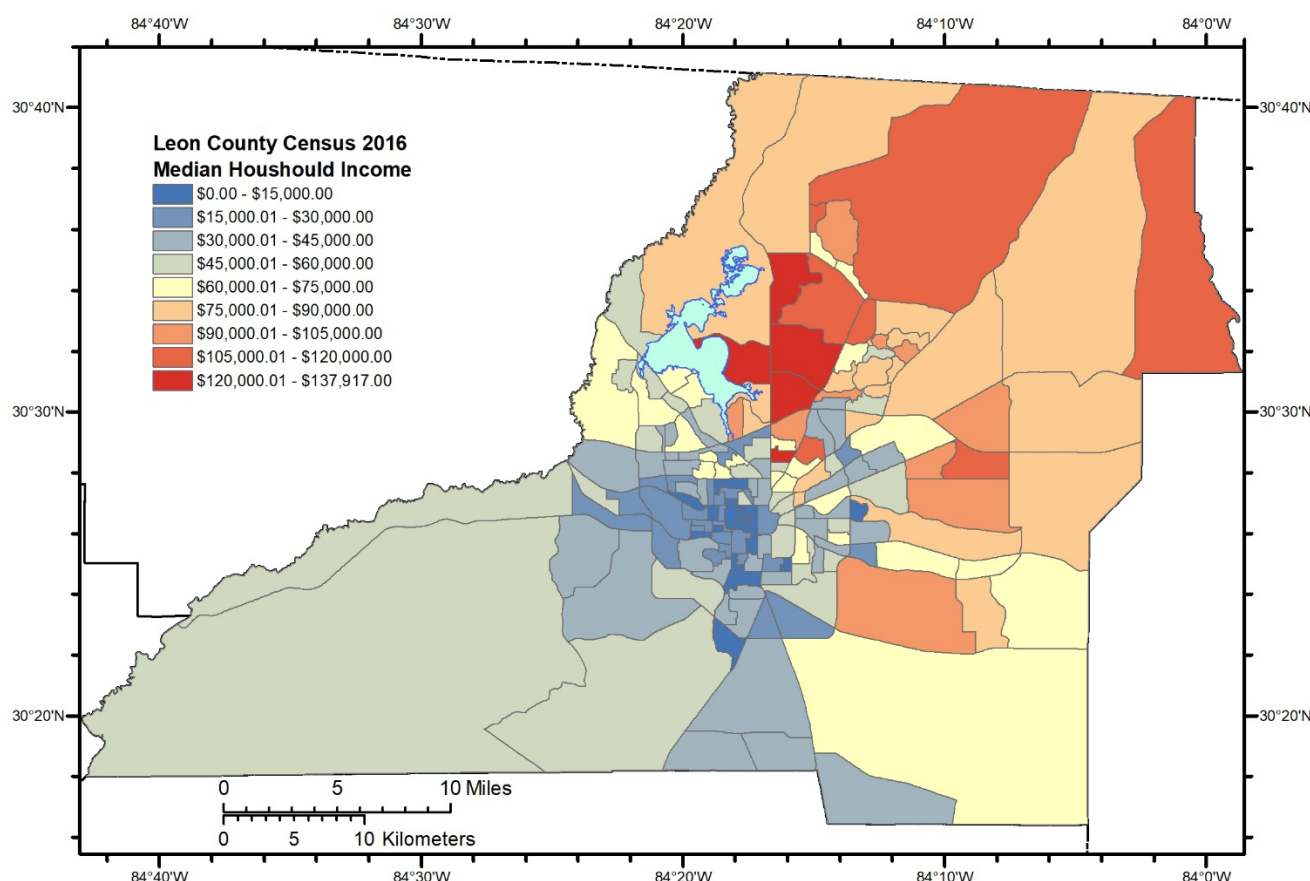 84°40'W 84°30'W 84°20'W 84°10'W 84°0'W
30°40'N 30°40'N
Leon County Census 2016
Median Houshould Income
$0.00 - $15,000.00
$15,000.01 - $30,000.00
$30,000.01 - $45,000.00
$45,000.01 - $60,000.00
$60,000.01 - $75,000.00
$75,000.01 - $90,000.00
$90,000.01 - $105,000.00
$105,000.01 - $120,000.00
$120,000.01 - $137,917.00
30°30'N 30°30'N
30°20'N 30°20'N
0 5 10 Miles
0 5 10 Kilometers
84°40'W 84°30'W 84°20'W 84°10'W 84°0'W